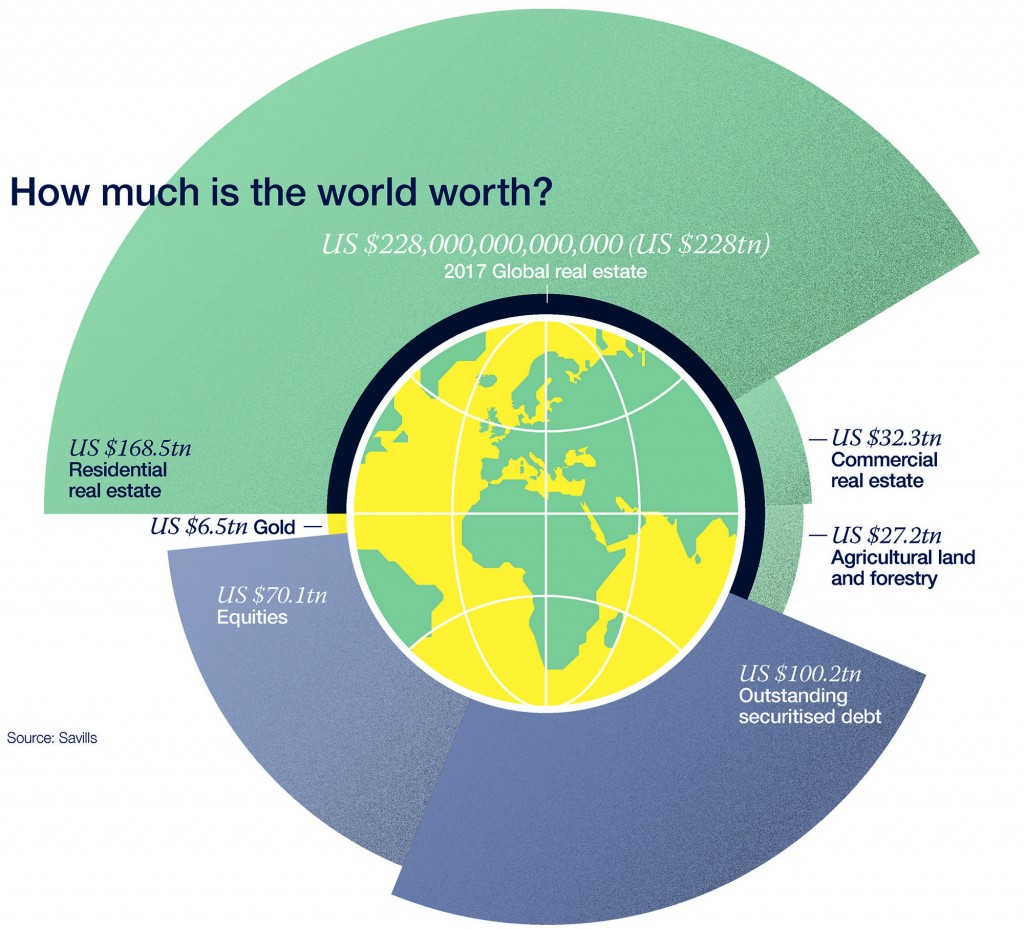 How much is the world worth?
US $228,000,000,000,000 (US $228tn)
2017 Global real estate
US $168.5tn
Residential
real estate
US $32.3tn
Commercial
real estate
US $6.5tn Gold
US $27.2tn
Agricultural land
and forestry
US $70.1tn
Equities
US $100.2tn
Outstanding
securitised debt
Source: Savills